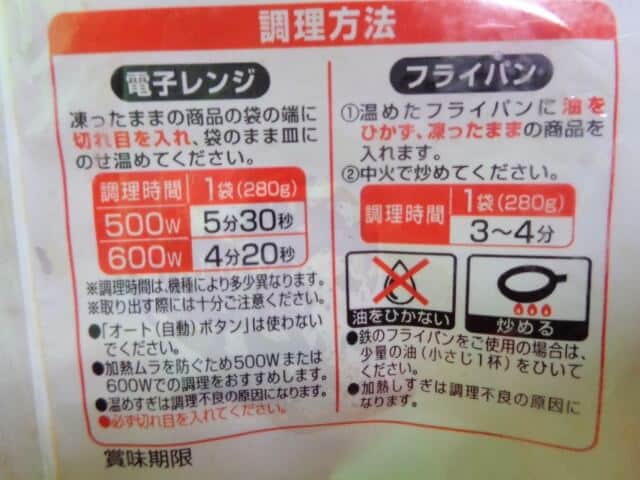 調理方法
電子レンジ
凍ったままの商品の袋の端に
切れ目を入れ、袋のまま皿に
のせ温めてください。
調理時間 1袋(280g)
500W 5分30秒
600W 4分20秒
※調理時間は、機種により多少異なります。
※取り出す際には十分ご注意ください。
●「オート(自動)ボタン」は使わない
でください。
●加熱ムラを防ぐため500Wまたは
600Wでの調理をおすすめします。
●温めすぎは調理不良の原因になります。
●必ず切れ目を入れてください。
フライパン
①温めたフライパンに油を
ひかず、凍ったままの商品を
入れます。
②中火で炒めてください。
調理時間 1袋(280g)
3〜4分
油をひかない
炒める
●鉄のフライパンをご使用の場合は、
少量の油(小さじ1杯)をひいて
ください。
●加熱しすぎは調理不良の原因に
なります。
賞味期限